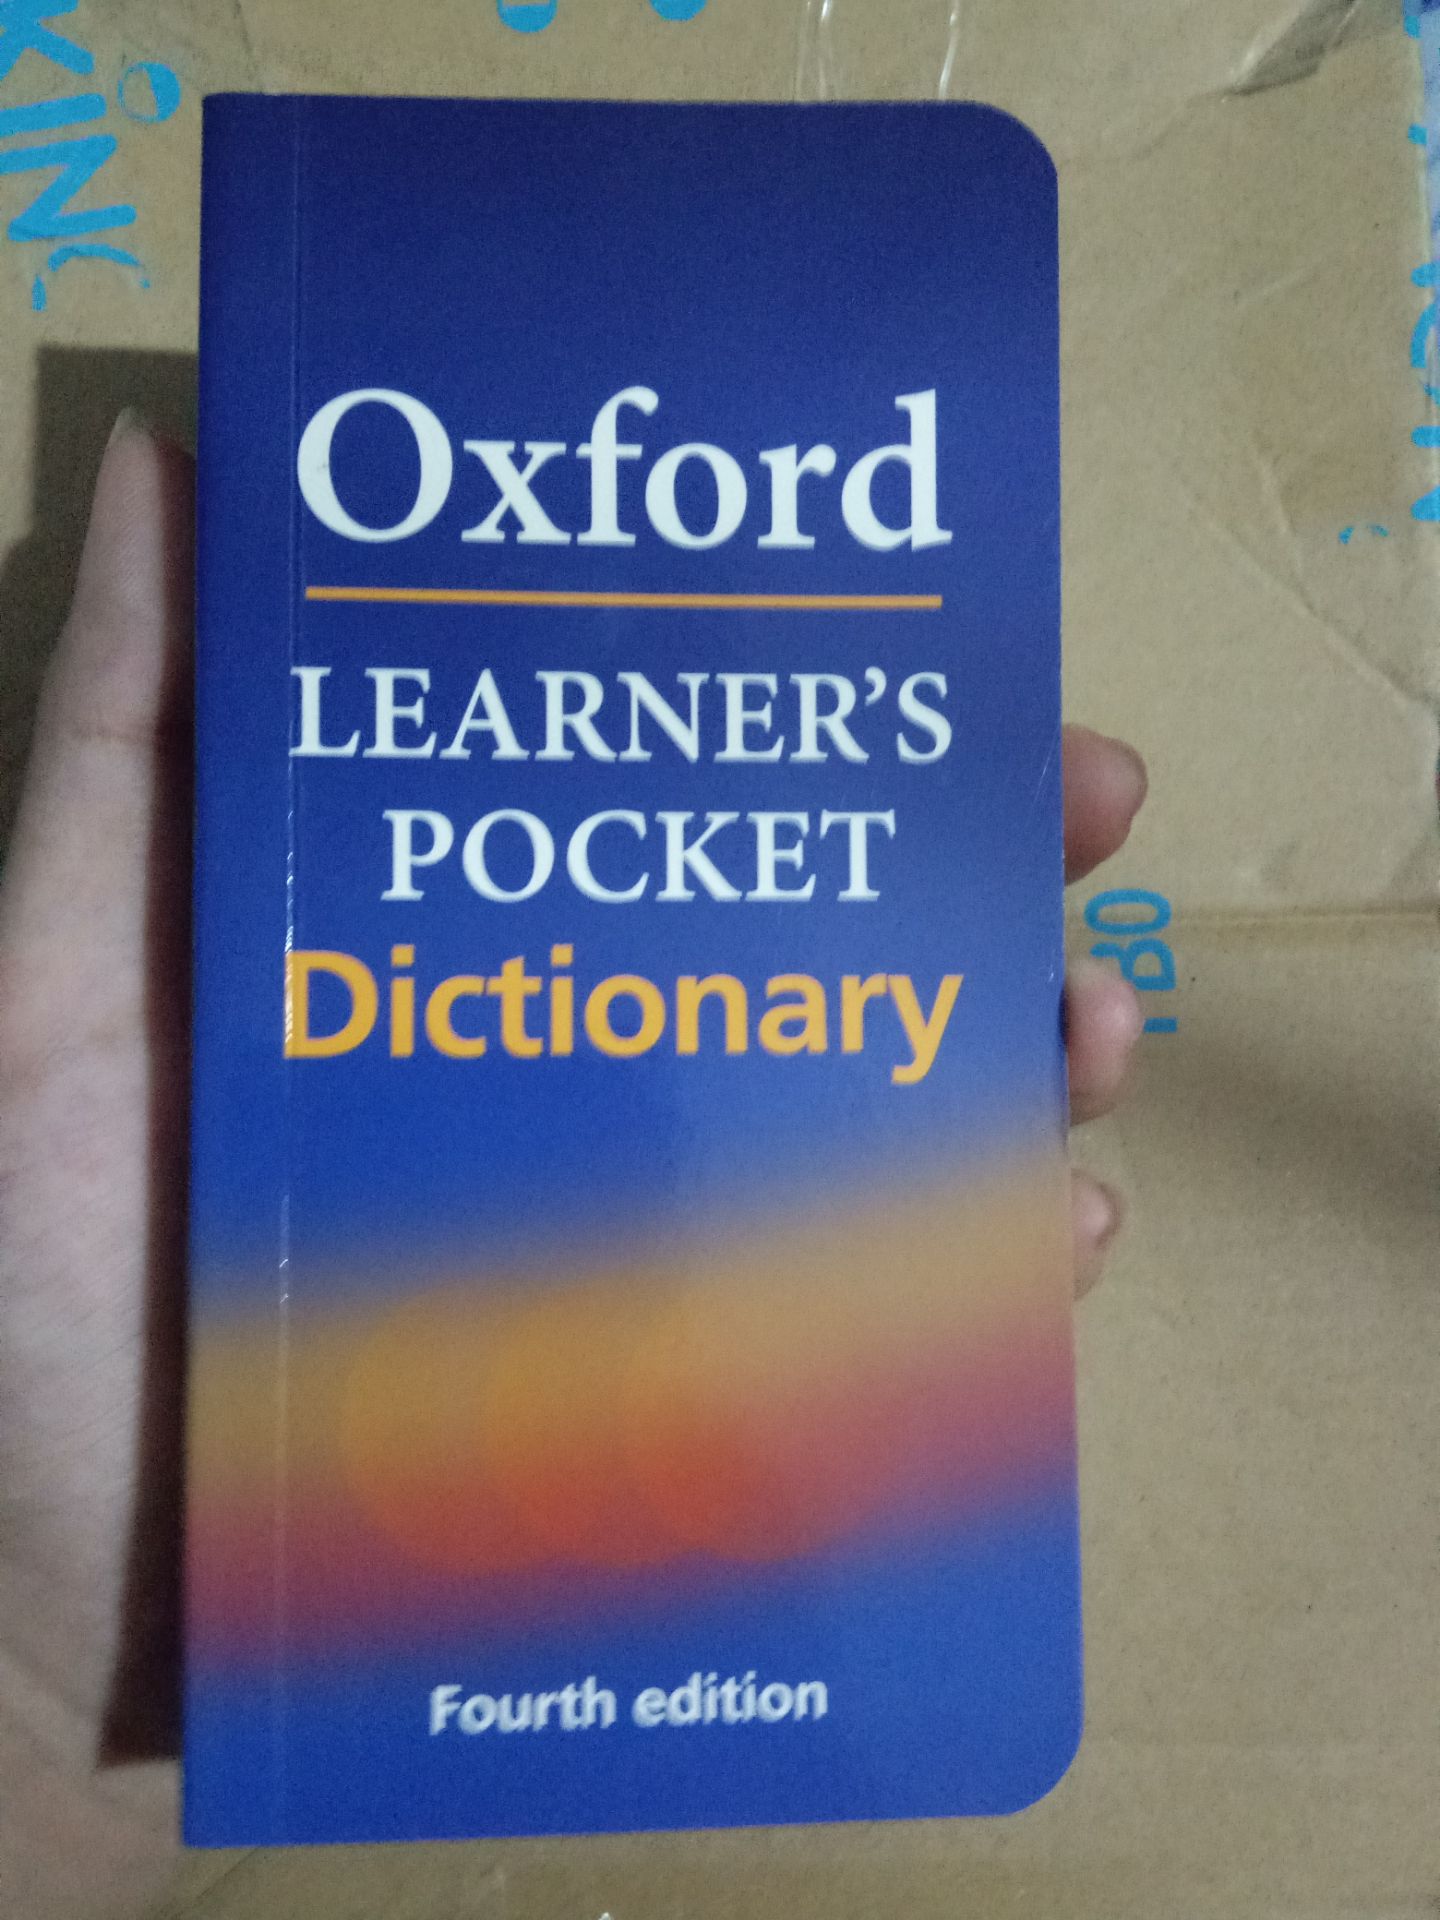 Oxford
LEARNER'S
POCKET
Dictionary
Fourth edition